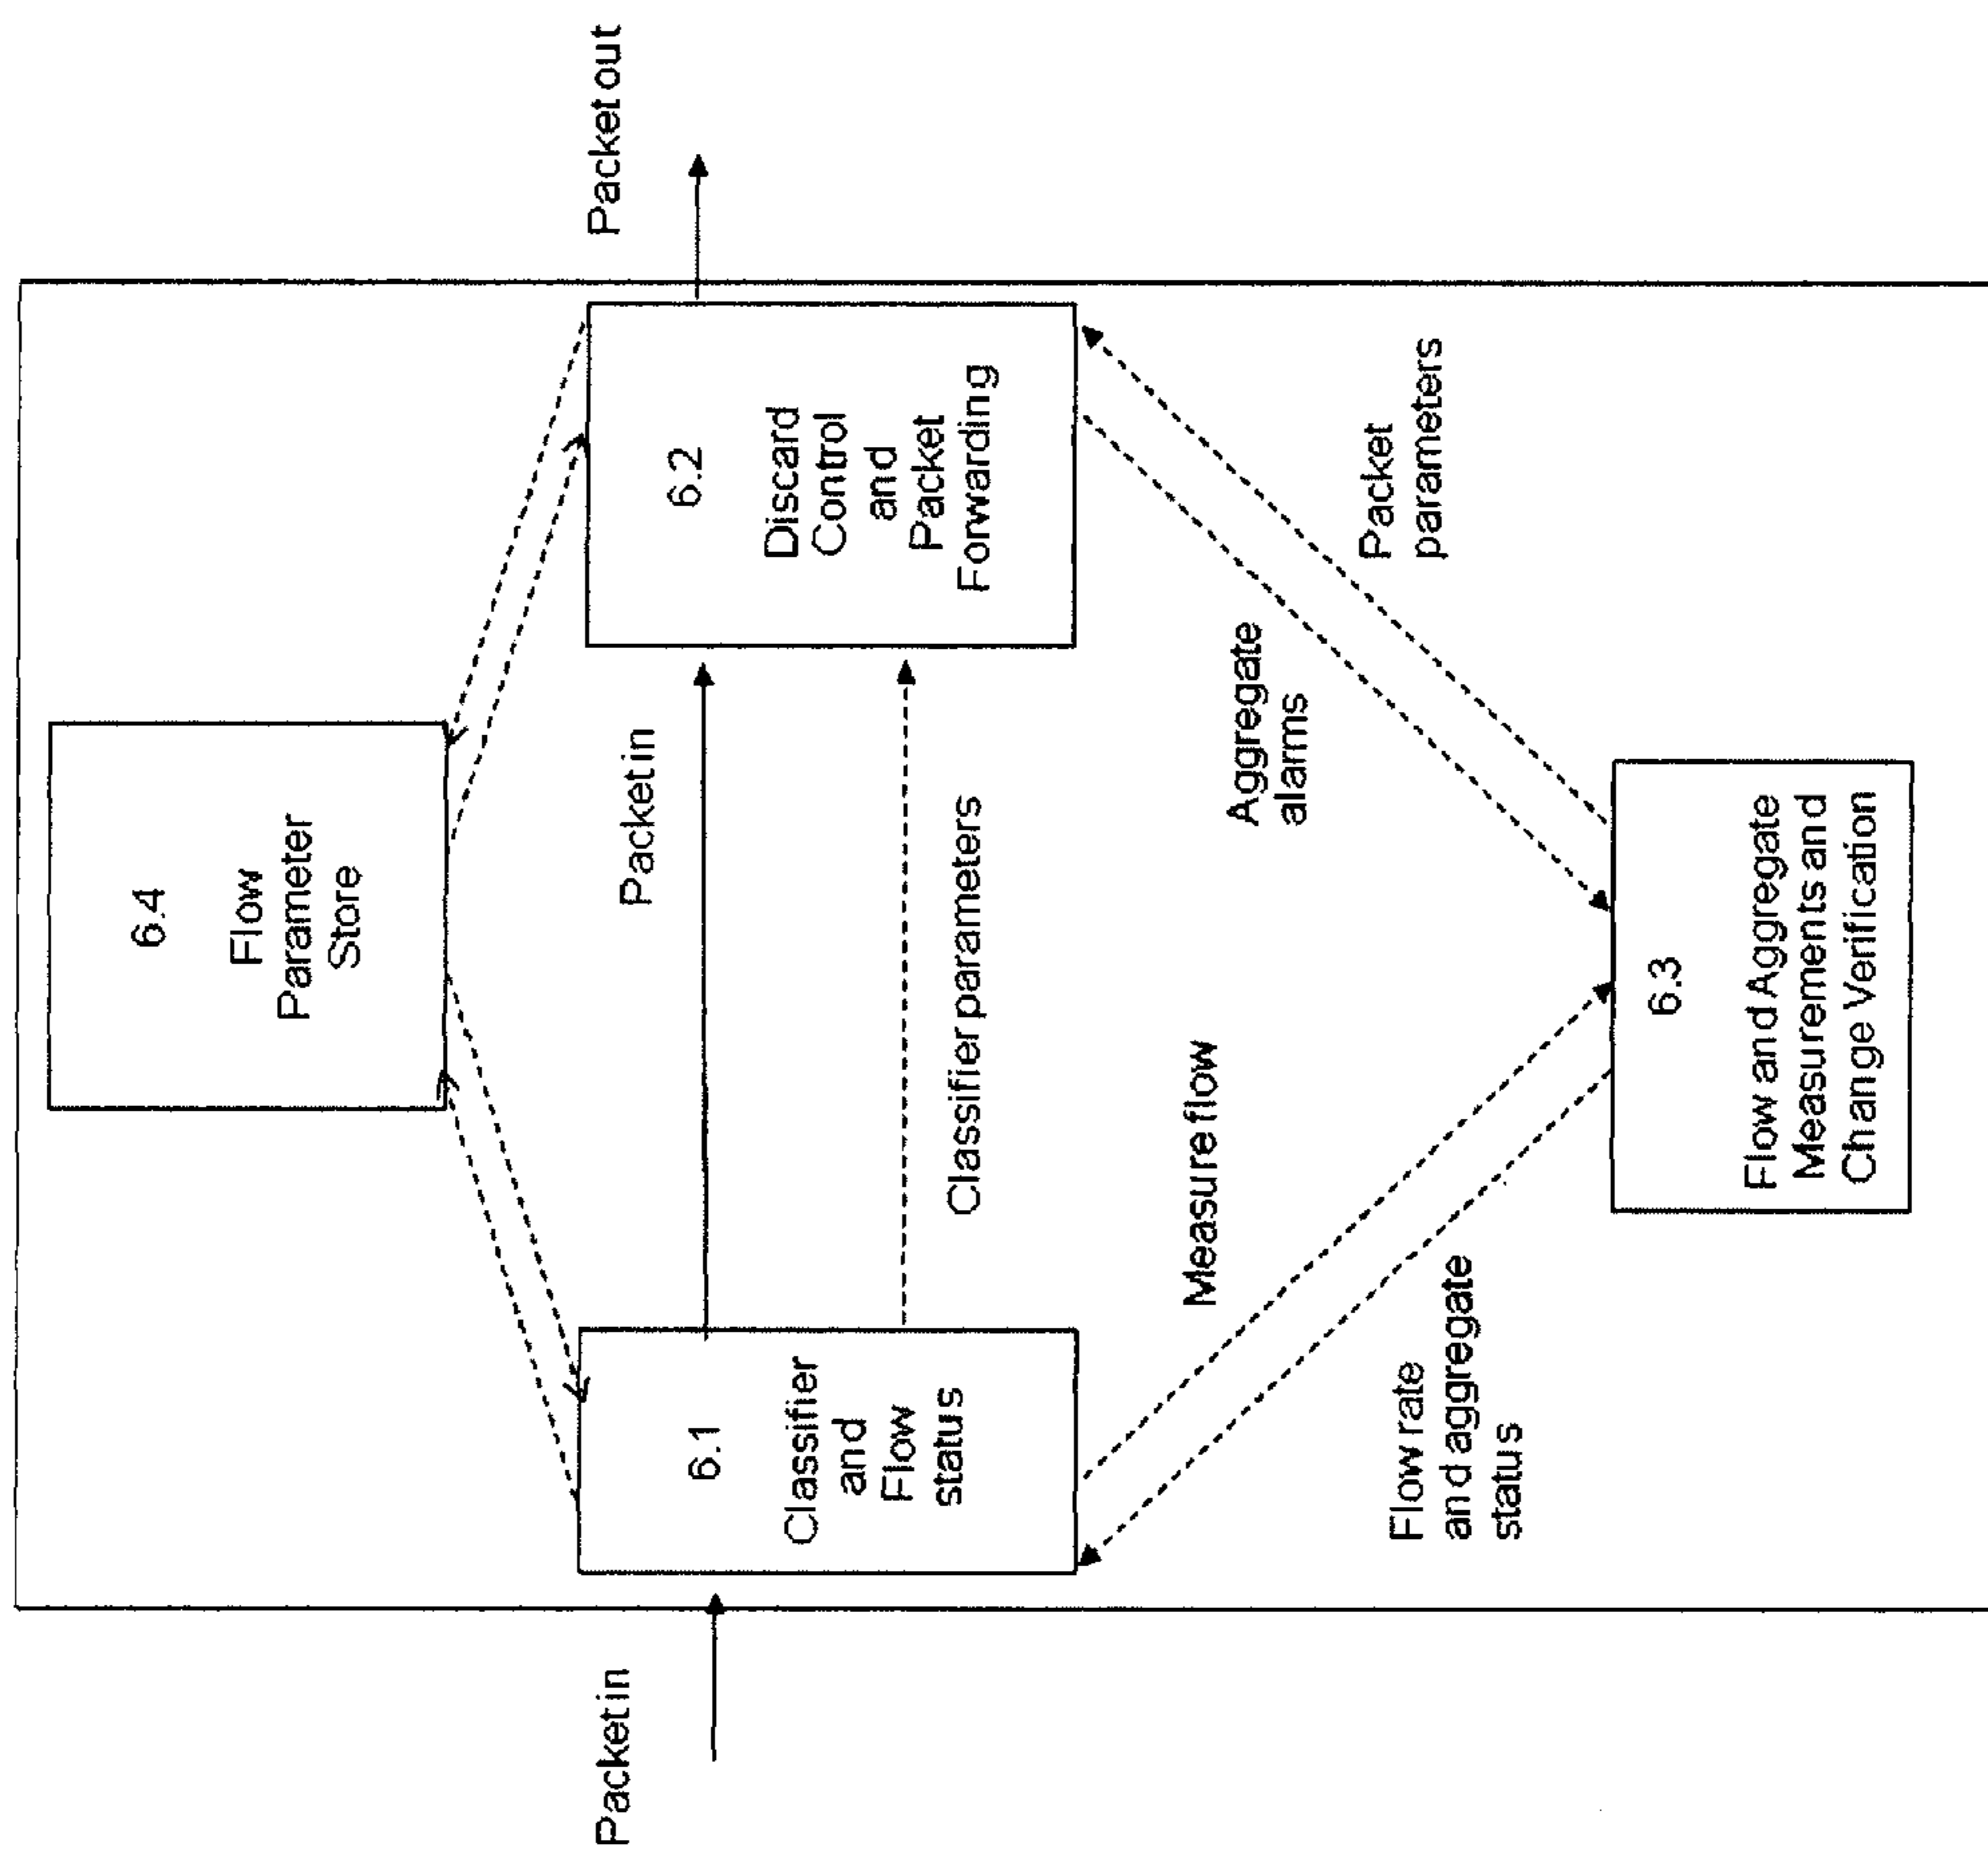 6.4
Flow
Parameter
Store
Packet in
6.1
Classifier
and
Flow
status
Packet in
Classifier parameters
6.2
Discard
Control
and
Packet
Forwarding
Packet out
Measure flow
Flow rate
and aggregate
status
Aggregate
alarms
Packet
parameters
6.3
Flow and Aggregate
Measurements and
Change Verification